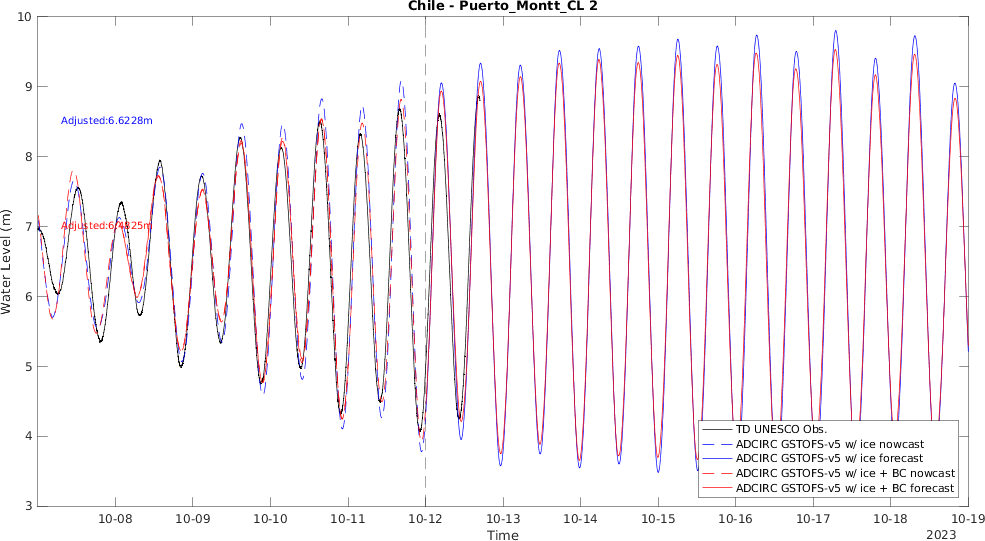 Chile - Puerto_Montt_CL 2
Water Level (m)
10
9
8
7
6
5
4
3
Adjusted:6.6228m
Adjusted:6.4325m
TD UNESCO Obs.
ADCIRC GSTOFS-v5 w/ ice nowcast
ADCIRC GSTOFS-v5 w/ ice forecast
ADCIRC GSTOFS-v5 w/ ice + BC nowcast
ADCIRC GSTOFS-v5 w/ ice + BC forecast
10-08 10-09 10-10 10-11 10-12 10-13 10-14 10-15 10-16 10-17 10-18 10-19
Time
2023